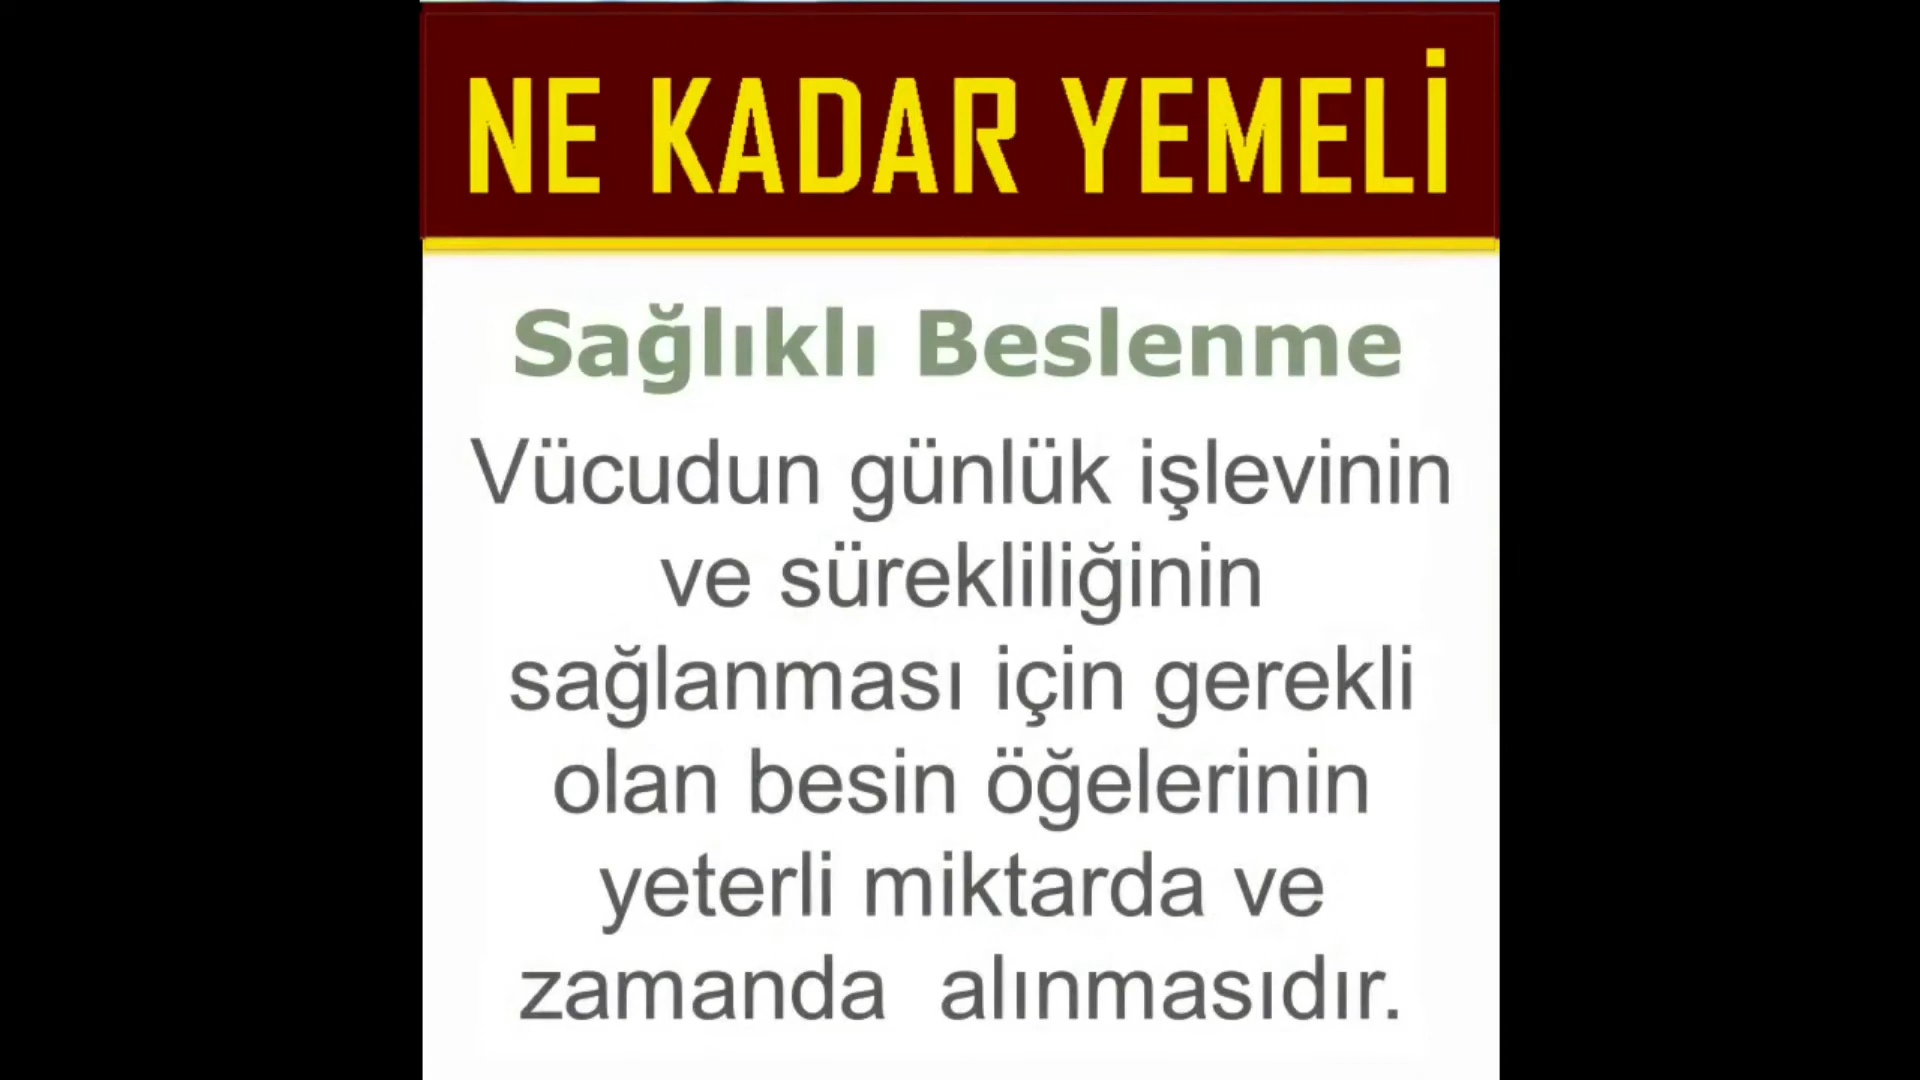 NE KADAR YEMELİ
Sağlıklı Beslenme
Vücudun günlük işlevinin
ve sürekliliğinin
sağlanması için gerekli
olan besin öğelerinin
yeterli miktarda ve
zamanda alınmasıdır.